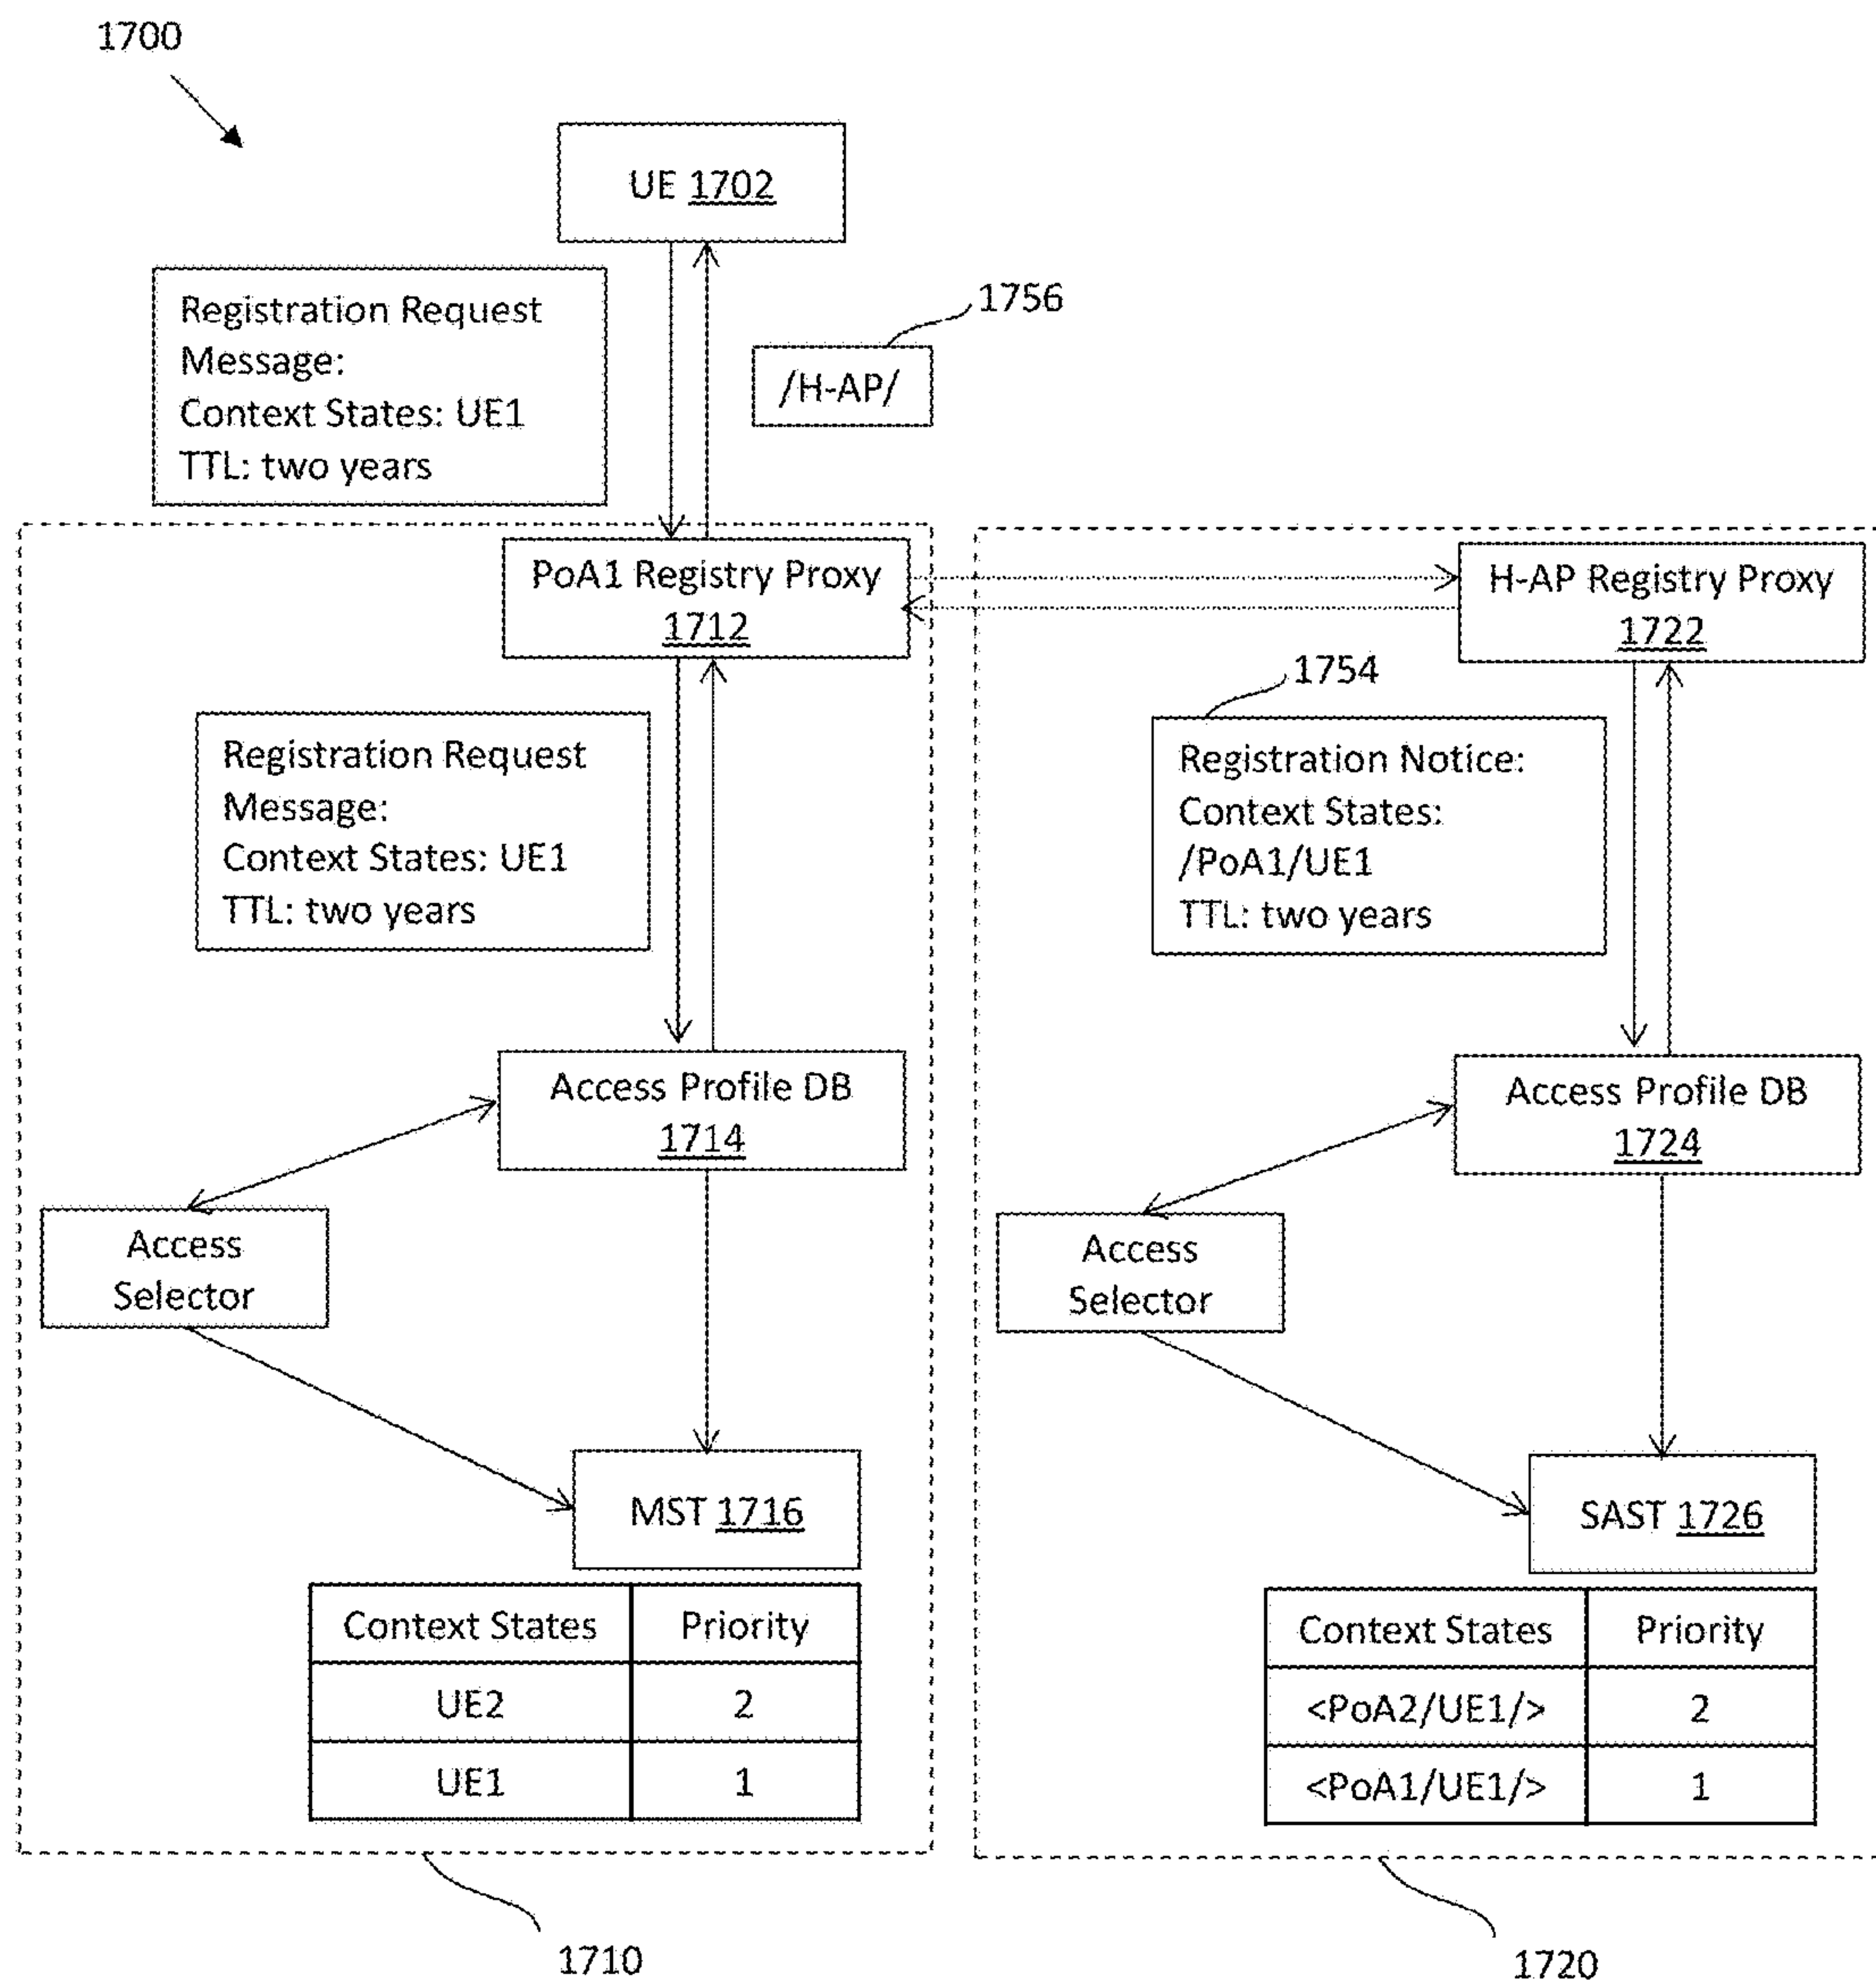 1700
UE 1702
Registration Request
Message:
Context States: UE1
TTL: two years
1756
/H-AP/
PoA1 Registry Proxy
1712
H-AP Registry Proxy
1722
1754
Registration Request
Message:
Context States: UE1
TTL: two years
Registration Notice:
Context States:
/PoA1/UE1
TTL: two years
Access Profile DB
1714
Access Profile DB
1724
Access
Selector
Access
Selector
MST 1716
SAST 1726
Context States Priority
UE2 2
UE1 1
Context States Priority
<PoA2/UE1/> 2
<PoA1/UE1/> 1
1710
1720